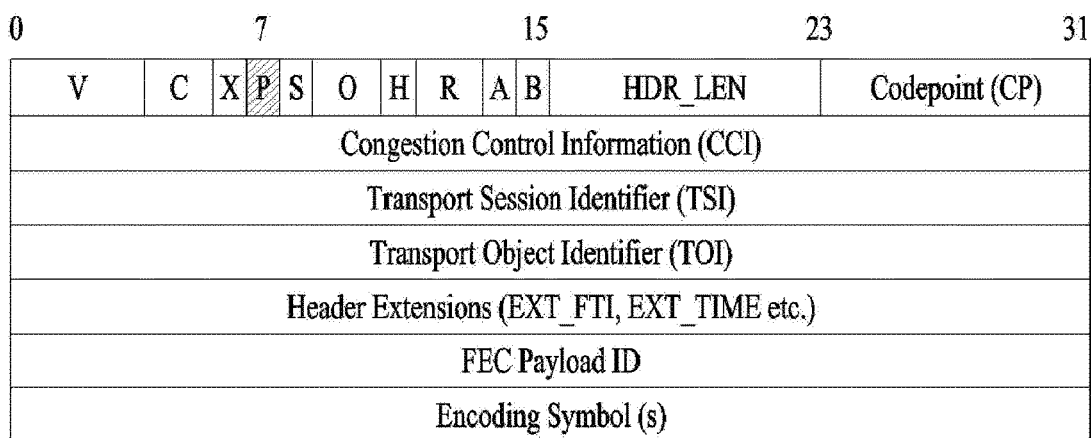 0 7 15 23 31
V C X P S O H R A B HDR_LEN Codepoint (CP)
Congestion Control Information (CCI)
Transport Session Identifier (TSI)
Transport Object Identifier (TOI)
Header Extensions (EXT_FTI, EXT_TIME etc.)
FEC Payload ID
Encoding Symbol (s)